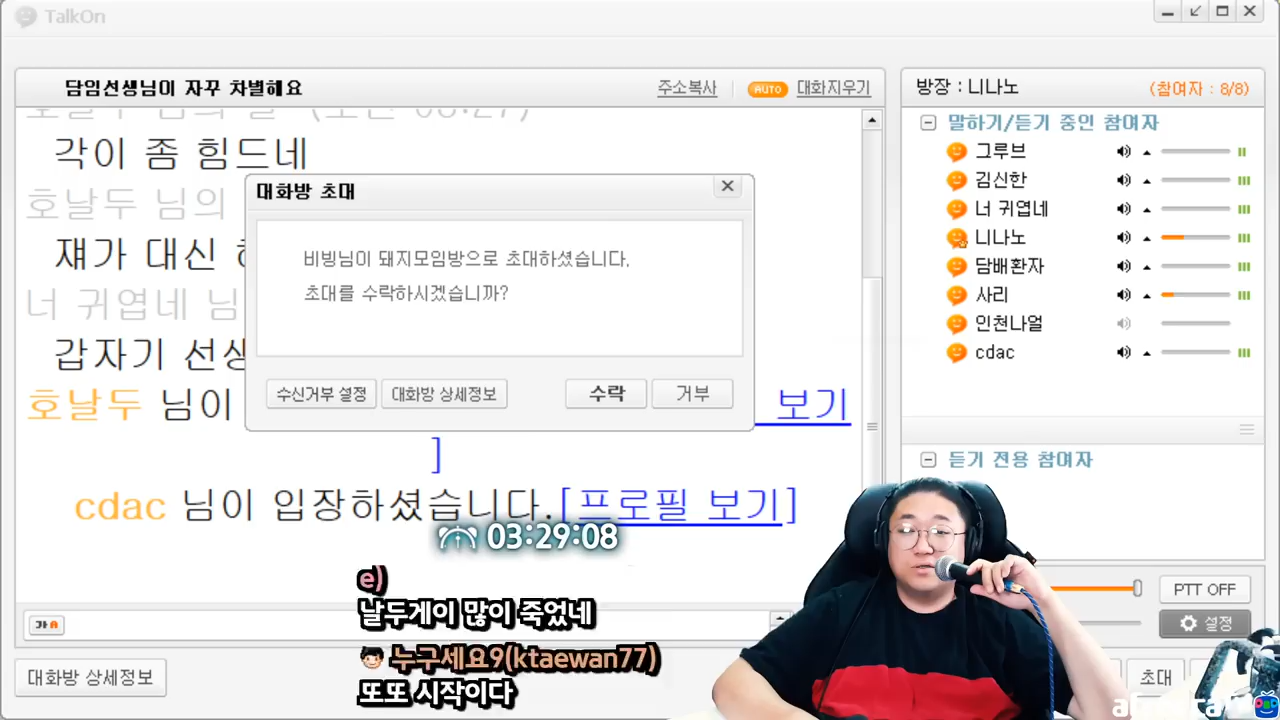 TalkOn
담임선생님이 자꾸 차별해요
주소복사
AUTO
대화지우기
각이 좀 힘드네
호날두 님의
쟤가 대신
너 귀엽네 님
갑자기 선생
호날두 님이
보기
]
cdac 님이 입장하셨습니다.[프로필 보기]
대화방 초대
비빙님이 돼지모임방으로 초대하셨습니다.
초대를 수락하시겠습니까?
수신거부 설정
대화방 상세정보
수락
거부
방장 : 니나노
(참여자 : 8/8)
말하기/듣기 중인 참여자
그루브
김신한
너 귀엽네
니나노
담배환자
사리
인천나얼
cdac
듣기 전용 참여자
PTT OFF
설정
초대
대화방 상세정보
가A
03:29:08
e)
날두게이 많이 죽었네
누구세요9(ktaewan77)
또또 시작이다